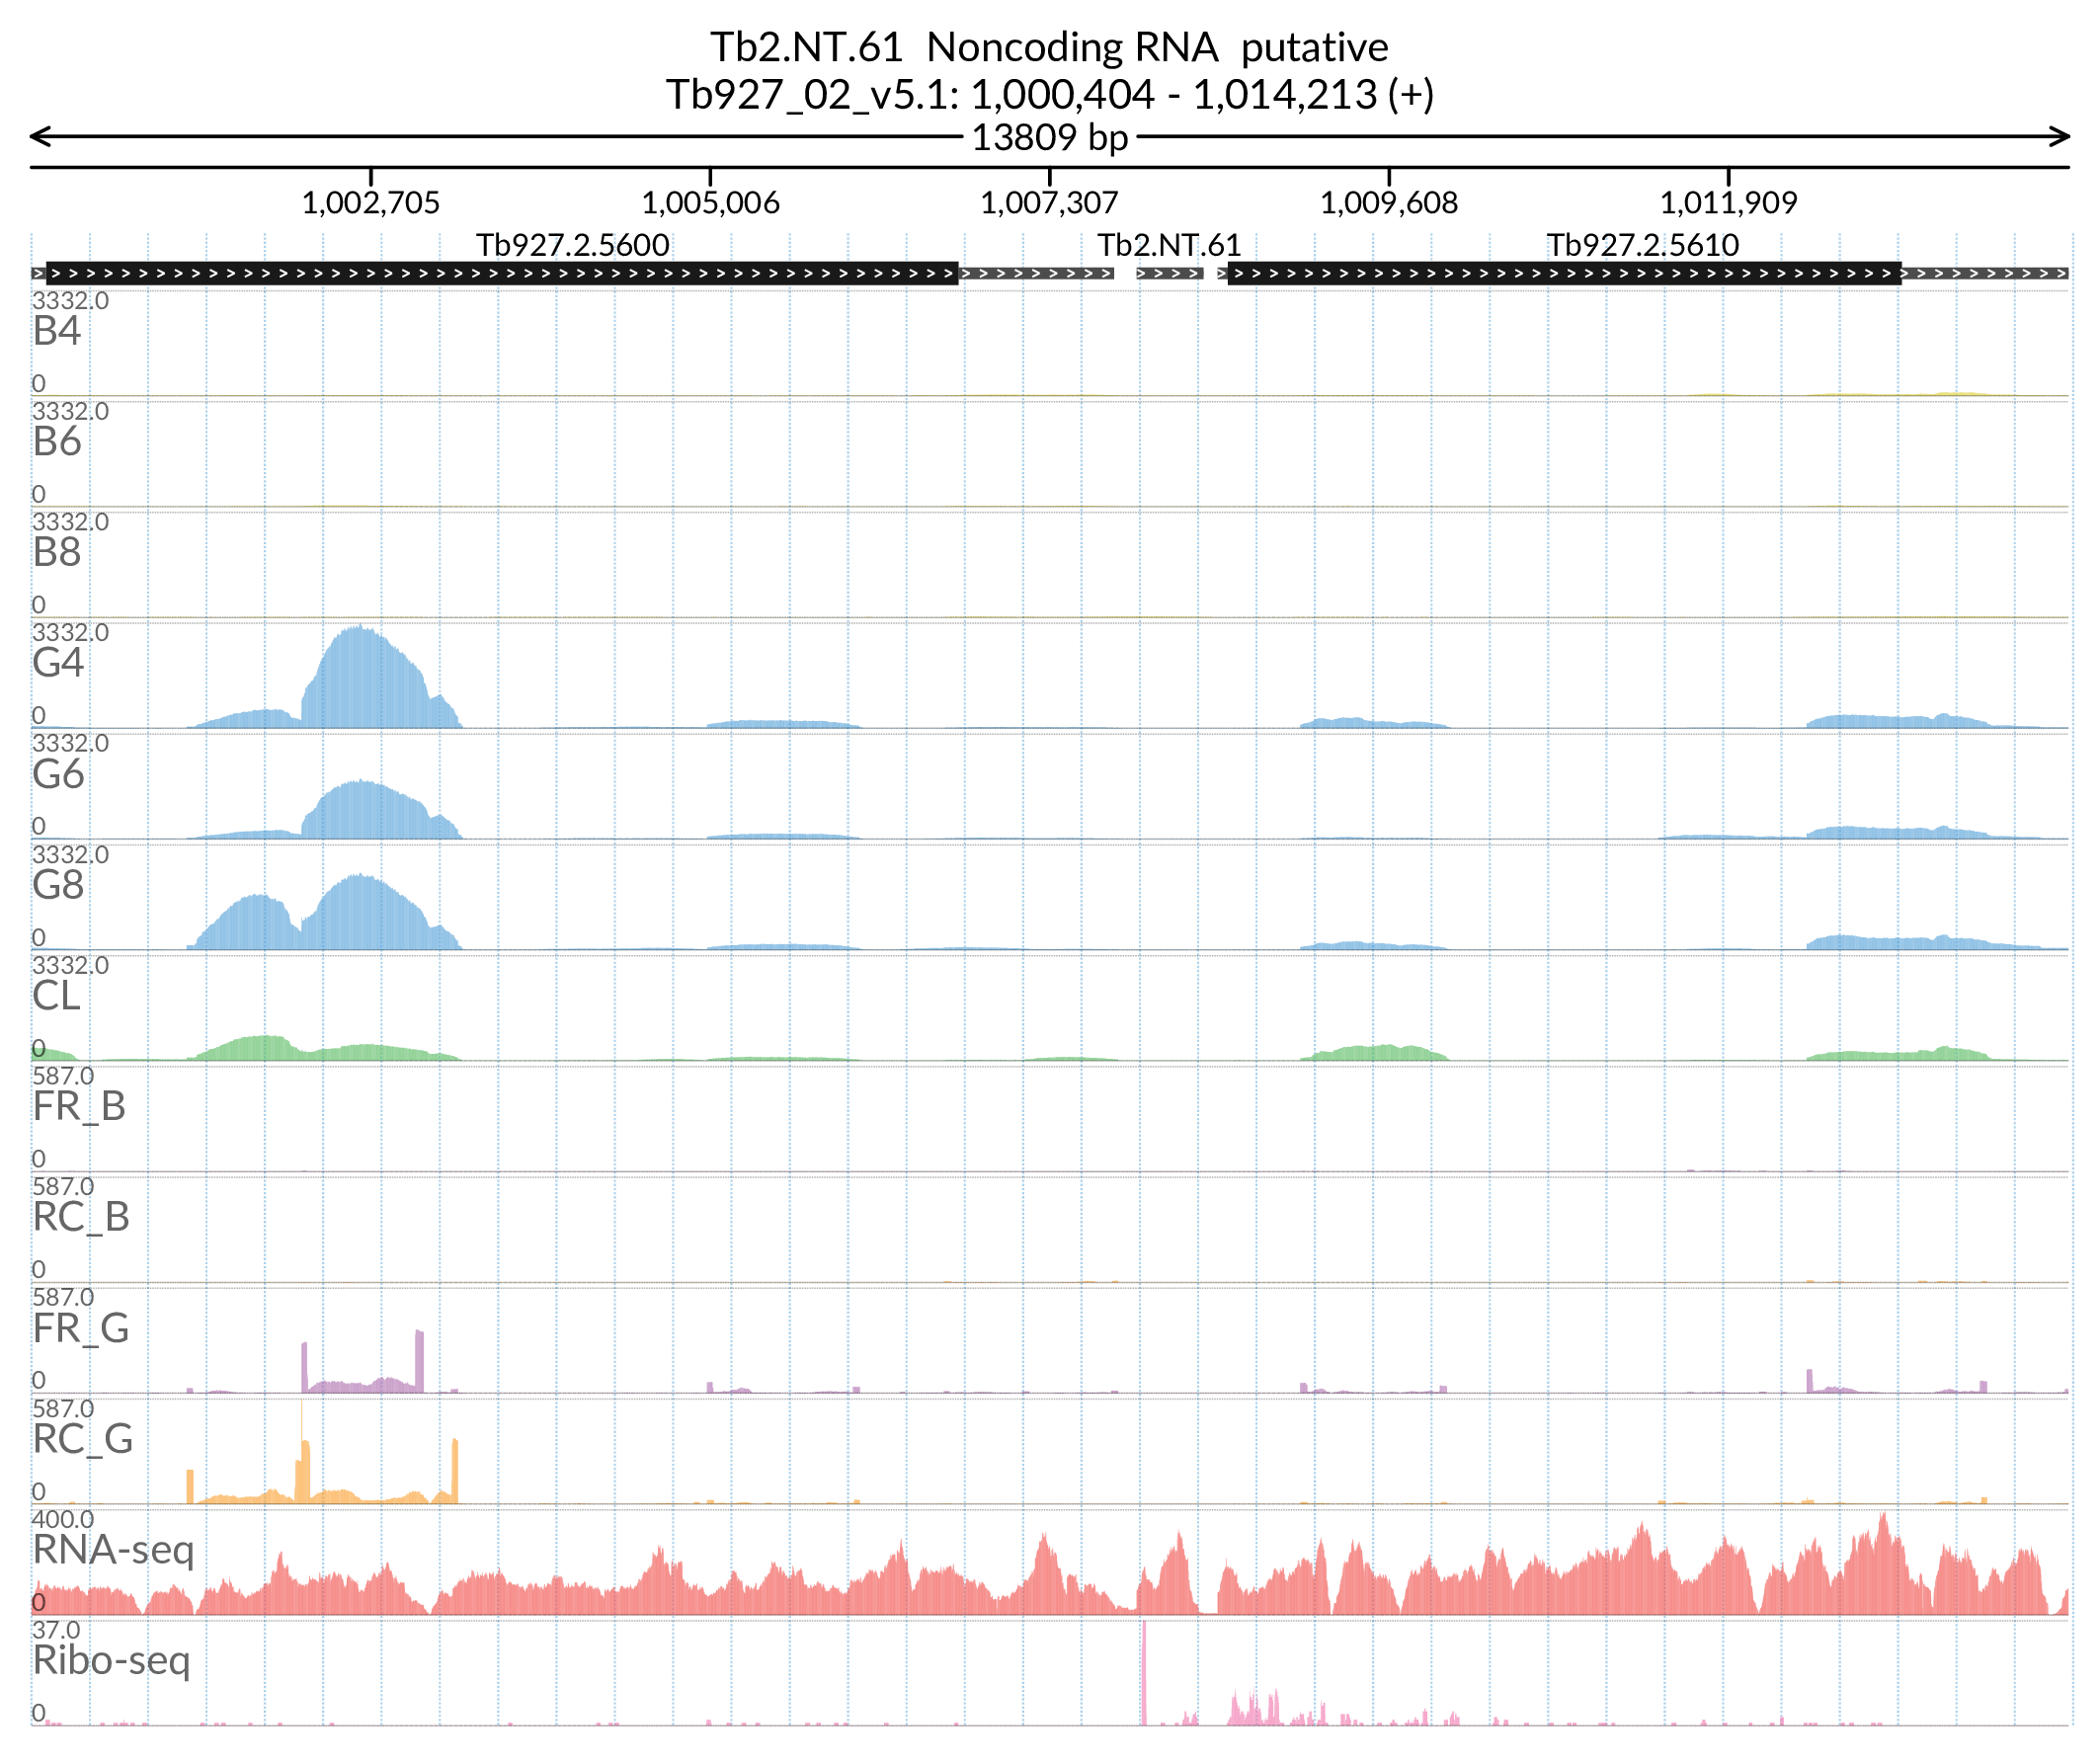 Tb2.NT.61  Noncoding RNA  putative
Tb927_02_v5.1: 1,000,404 - 1,014,213 (+)
13809 bp
1,002,705 1,005,006 1,007,307 1,009,608 1,011,909
Tb927.2.5600 Tb2.NT.61 Tb927.2.5610
3332.0
B4
0
3332.0
B6
0
3332.0
B8
0
3332.0
G4
0
3332.0
G6
0
3332.0
G8
0
3332.0
CL
0
587.0
FR_B
0
587.0
RC_B
0
587.0
FR_G
0
587.0
RC_G
0
400.0
RNA-seq
0
37.0
Ribo-seq
0